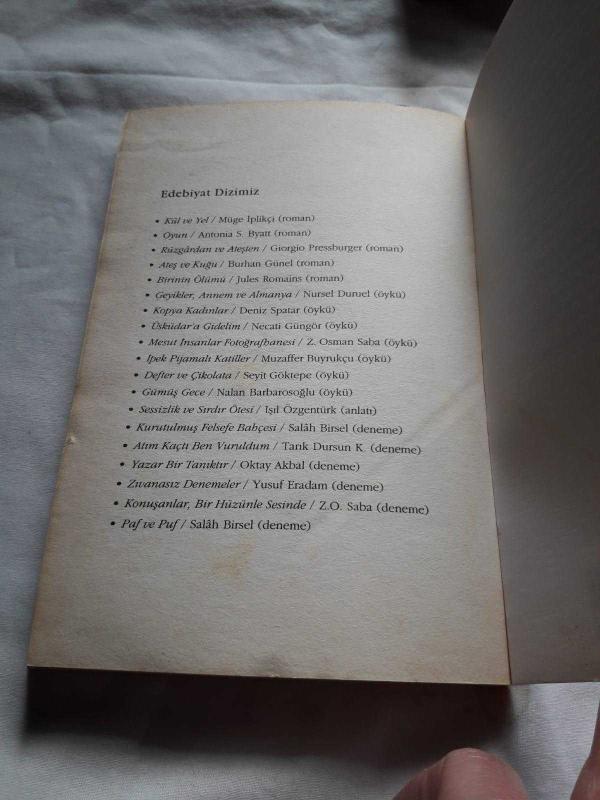 Edebiyat Dizimiz
• Kül ve Yel / Müge İplikçi (roman)
• Oyun / Antonia S. Byatt (roman)
• Rüzgârdan ve Ateşten / Giorgio Pressburger (roman)
• Ateş ve Kuğu / Burhan Günel (roman)
• Birinin Ölümü / Jules Romains (roman)
• Geyikler, Annem ve Almanya / Nursel Duruel (öykü)
• Kopya Kadınlar / Deniz Spatar (öykü)
• Üsküdar'a Gidelim / Necati Güngör (öykü)
• Mesut İnsanlar Fotoğrafhanesi / Z. Osman Saba (öykü)
• İpek Pijamalı Katiller / Muzaffer Buyrukçu (öykü)
• Defter ve Çikolata / Seyit Göktepe (öykü)
• Gümüş Gece / Nalan Barbarosoğlu (öykü)
• Sessizlik ve Sırdır Ötesi / Işıl Özgentürk (anlatı)
• Kurutulmuş Felsefe Bahçesi / Salâh Birsel (deneme)
• Atım Kaçtı Ben Vuruldum / Tarık Dursun K. (deneme)
• Yazar Bir Tanıktır / Oktay Akbal (deneme)
• Zwanasız Denemeler / Yusuf Eradam (deneme)
• Konuşanlar, Bir Hüzünle Sesinde / Z.O. Saba (deneme)
• Paf ve Puf / Salâh Birsel (deneme)